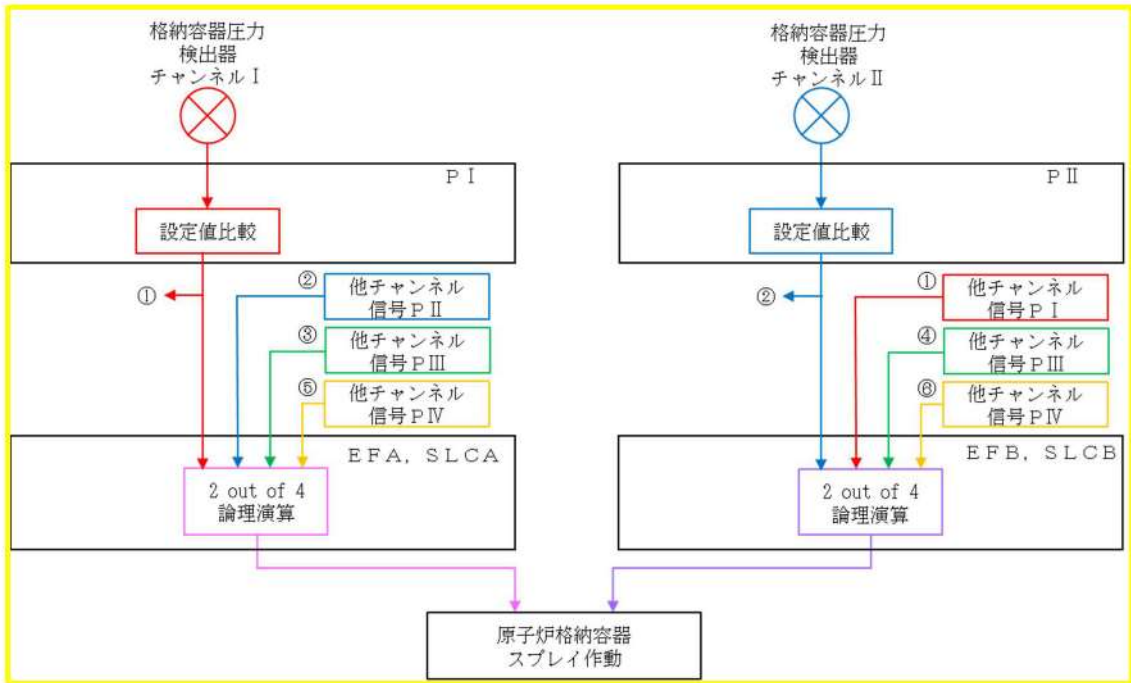 格納容器圧力
検出器
チャンネルⅠ
ＰⅠ
設定値比較
①
②
他チャンネル
信号ＰⅡ
③
他チャンネル
信号ＰⅢ
⑤
他チャンネル
信号ＰⅣ
ＥＦＡ，ＳＬＣＡ
2 out of 4
論理演算
格納容器圧力
検出器
チャンネルⅡ
ＰⅡ
設定値比較
②
①
他チャンネル
信号ＰⅠ
④
他チャンネル
信号ＰⅢ
⑥
他チャンネル
信号ＰⅣ
ＥＦＢ，ＳＬＣＢ
2 out of 4
論理演算
原子炉格納容器
スプレイ作動